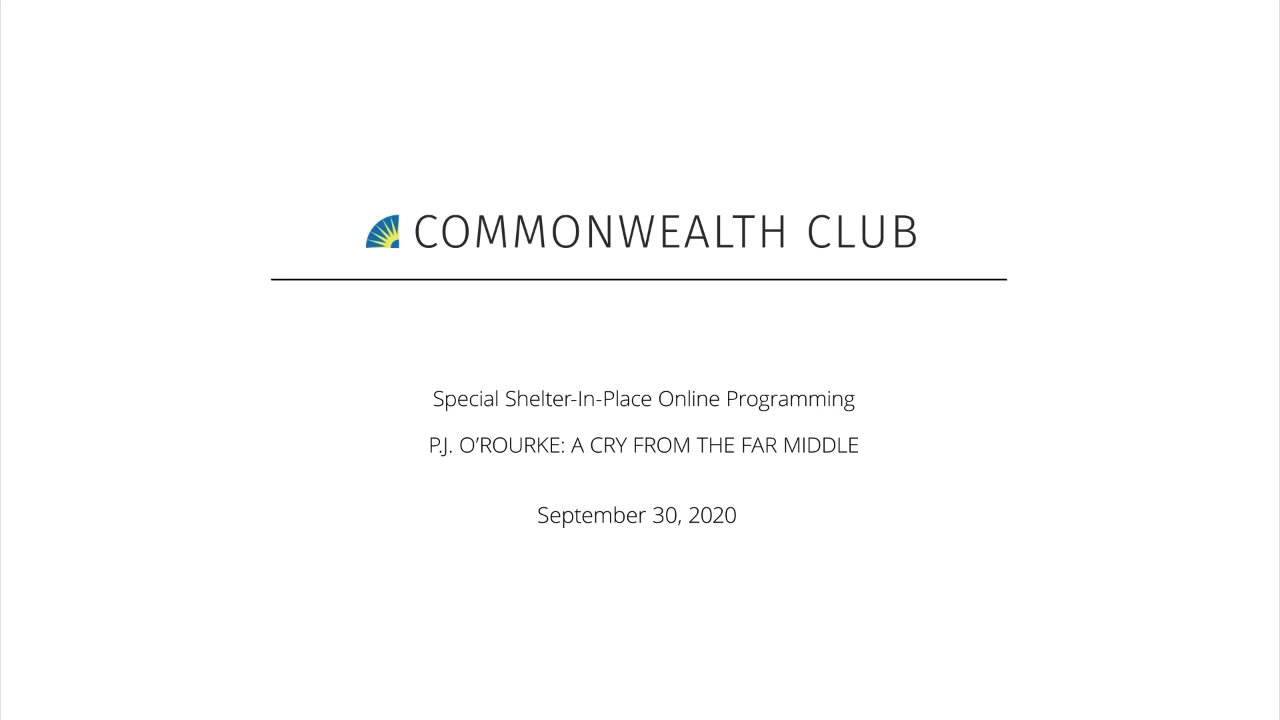 COMMONWEALTH CLUB
Special Shelter-In-Place Online Programming
P.J. O’ROURKE: A CRY FROM THE FAR MIDDLE
September 30, 2020